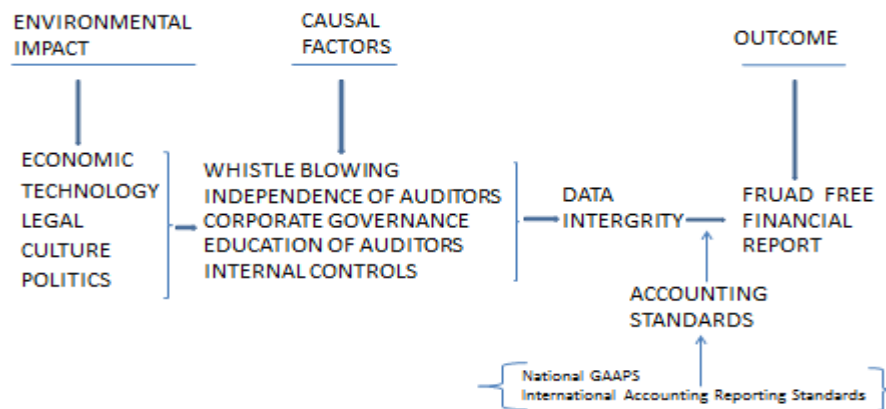 ENVIRONMENTAL
IMPACT
CAUSAL
FACTORS
OUTCOME
ECONOMIC
TECHNOLOGY
LEGAL
CULTURE
POLITICS
WHISTLE BLOWING
INDEPENDENCE OF AUDITORS
CORPORATE GOVERNANCE
EDUCATION OF AUDITORS
INTERNAL CONTROLS
DATA
INTERGRITY
FRUAD FREE
FINANCIAL
REPORT
ACCOUNTING
STANDARDS
National GAAPS
International Accounting Reporting Standards